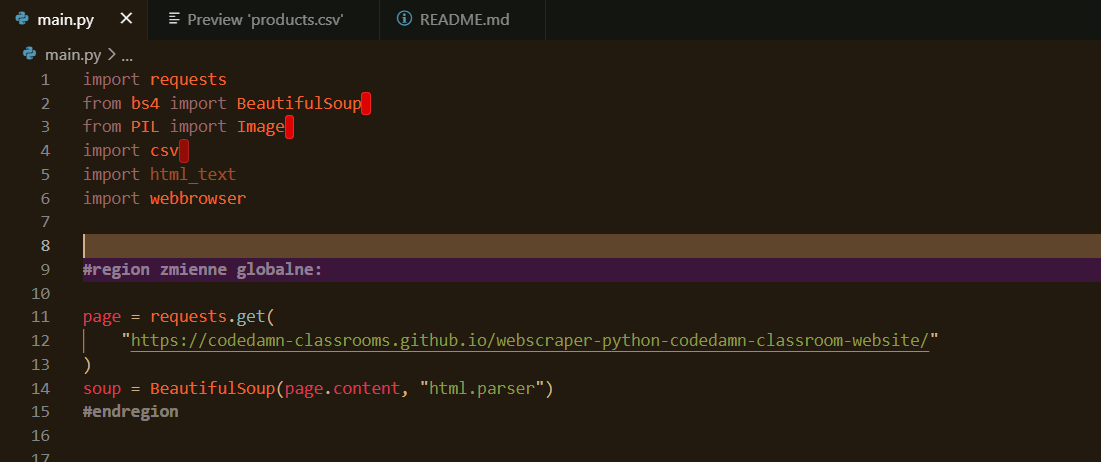 main.py
Preview 'products.csv'
README.md
main.py > ...
1 import requests
2 from bs4 import BeautifulSoup
3 from PIL import Image
4 import csv
5 import html_text
6 import webbrowser
7
8
9 #region zmienne globalne:
10
11 page = requests.get(
12 "https://codedamn-classrooms.github.io/webscraper-python-codedamn-classroom-website/"
13 )
14 soup = BeautifulSoup(page.content, "html.parser")
15 #endregion
16
17